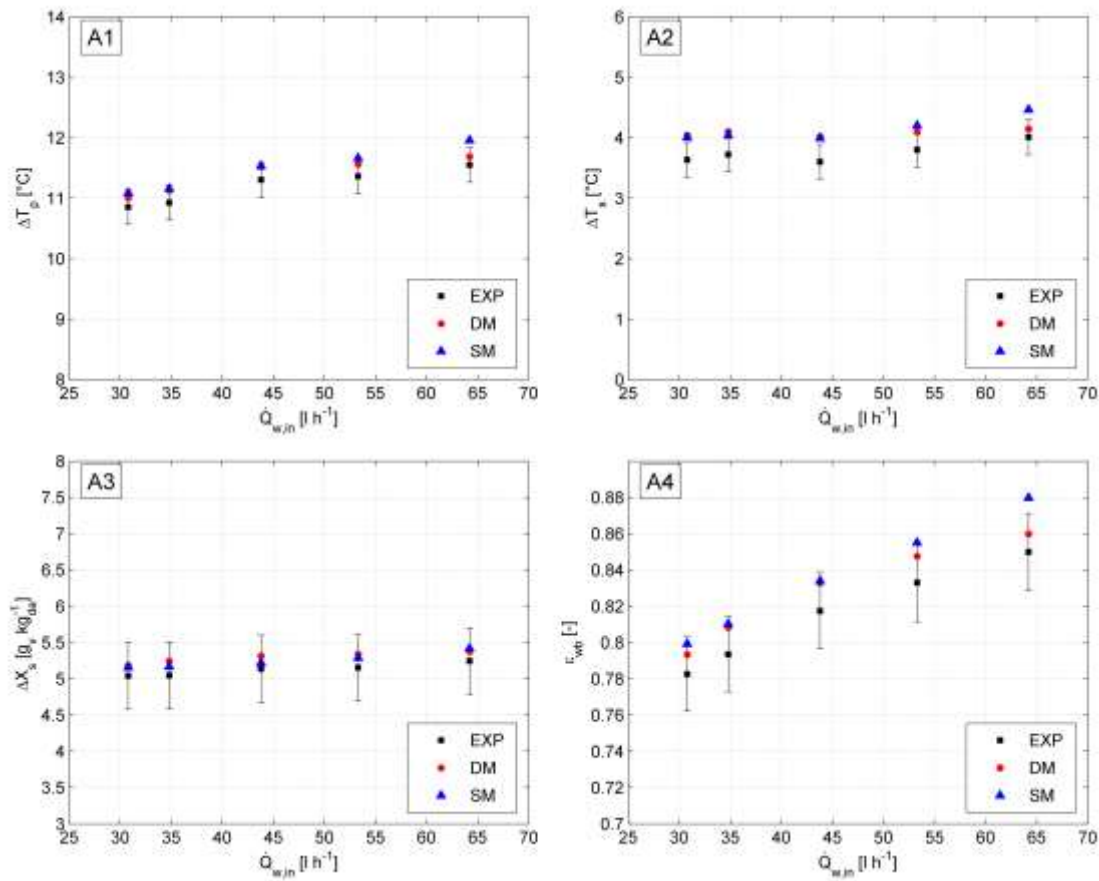 A1
14
13
12
11
10
9
8
ΔT_p [°C]
25 30 35 40 45 50 55 60 65 70
Q̇_w,in [l h⁻¹]
EXP
DM
SM
A2
14
12
10
8
6
4
2
0
ΔT_s [°C]
25 30 35 40 45 50 55 60 65 70
Q̇_w,in [l h⁻¹]
EXP
DM
SM
A3
8
7.5
7
6.5
6
5.5
5
4.5
4
3.5
3
ΔX_s [g_v kg_da⁻¹]
25 30 35 40 45 50 55 60 65 70
Q̇_w,in [l h⁻¹]
EXP
DM
SM
A4
0.88
0.86
0.84
0.82
0.8
0.78
0.76
0.74
0.72
0.7
ε_wb [-]
25 30 35 40 45 50 55 60 65 70
Q̇_w,in [l h⁻¹]
EXP
DM
SM